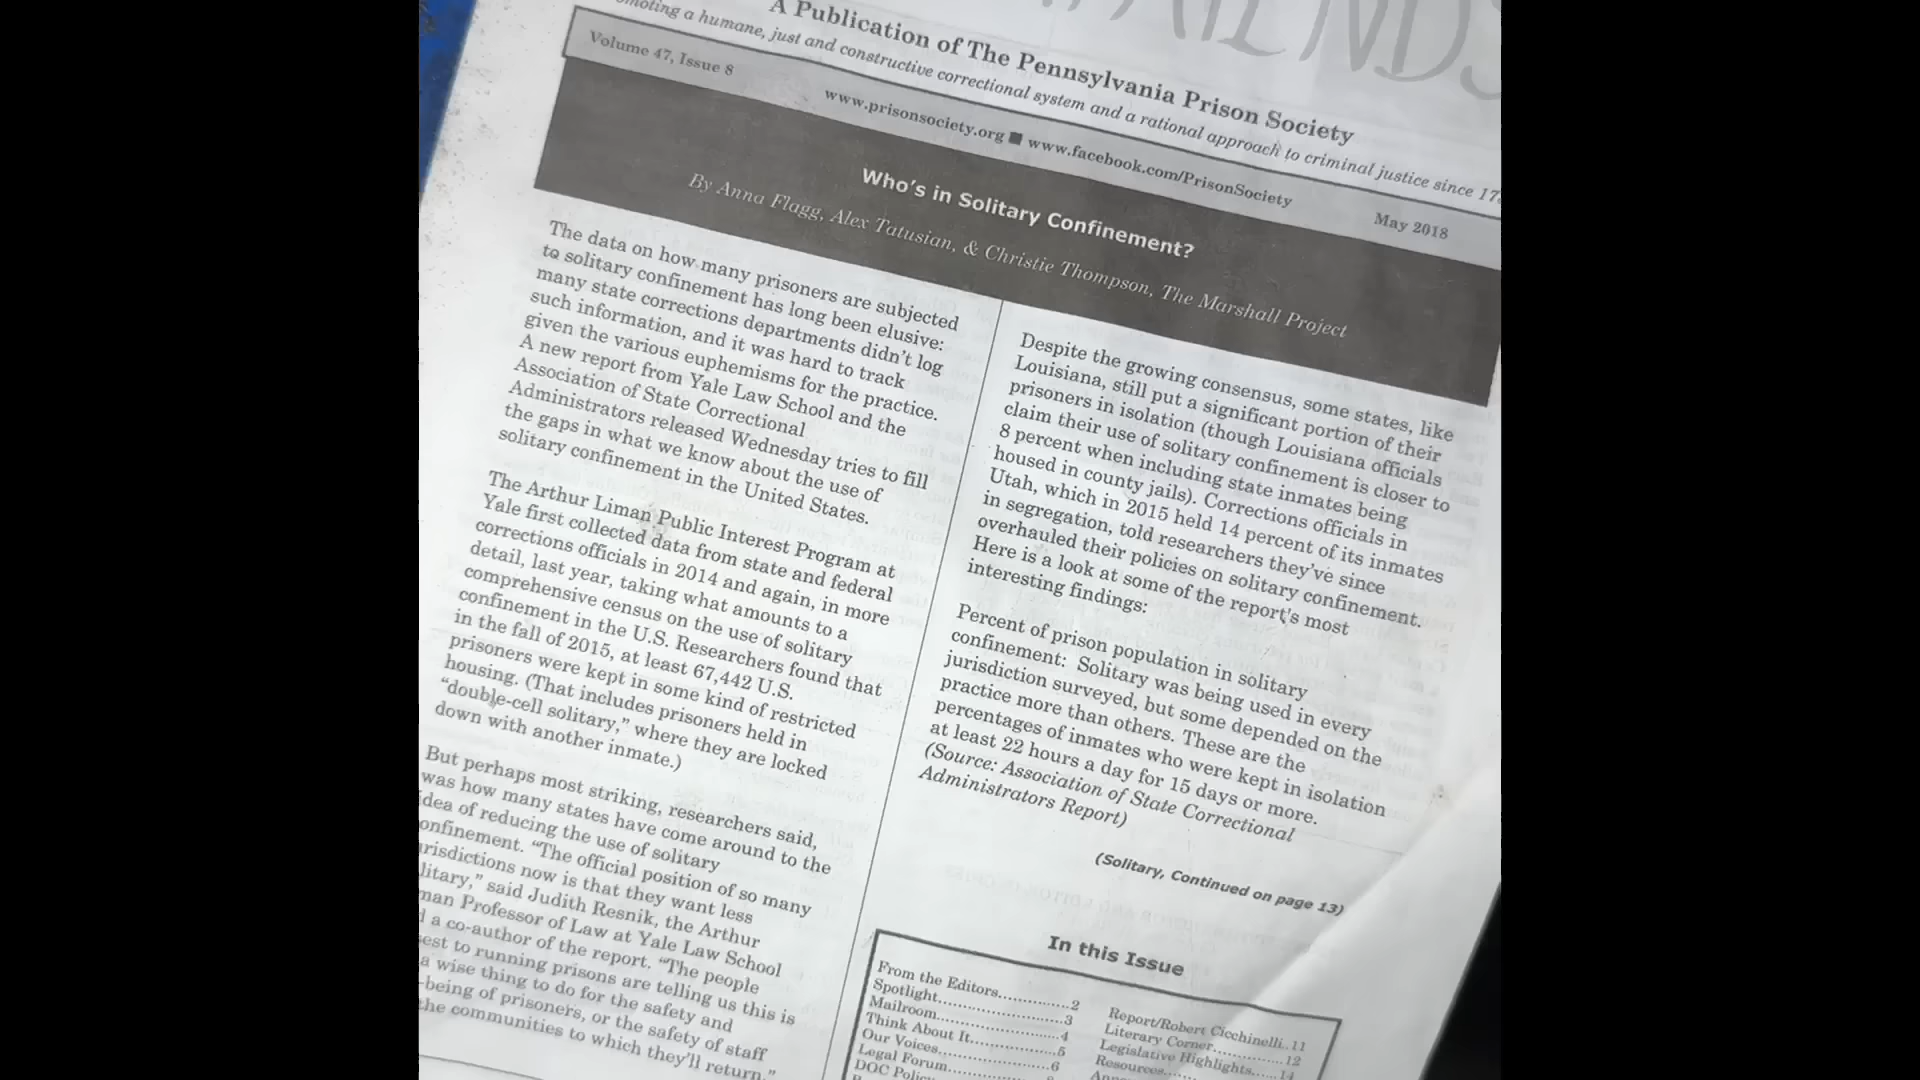 A Publication of The Pennsylvania Prison Society
a humane, just and constructive correctional system and a rational approach to criminal justice since
Volume 47, Issue 8
www.prisonsociety.org ■ www.facebook.com/PrisonSociety
May 2018
Who's in Solitary Confinement?
By Anna Flagg, Alex Tatusian, & Christie Thompson, The Marshall Project
The data on how many prisoners are subjected
to solitary confinement has long been elusive:
many state corrections departments didn't log
such information, and it was hard to track
given the various euphemisms for the practice.
A new report from Yale Law School and the
Association of State Correctional
Administrators released Wednesday tries to fill
the gaps in what we know about the use of
solitary confinement in the United States.
The Arthur Liman Public Interest Program at
Yale first collected data from state and federal
corrections officials in 2014 and again, in more
detail, last year, taking what amounts to a
comprehensive census on the use of solitary
confinement in the U.S. Researchers found that
in the fall of 2015, at least 67,442 U.S.
prisoners were kept in some kind of restricted
housing. (That includes prisoners held in
“double-cell solitary,” where they are locked
down with another inmate.)
But perhaps most striking, researchers said,
was how many states have come around to the
idea of reducing the use of solitary
confinement. “The official position of so many
jurisdictions now is that they want less
solitary,” said Judith Resnik, the Arthur
Professor of Law at Yale Law School
a co-author of the report. “The people
to running prisons are telling us this is
a wise thing to do for the safety and
being of prisoners, or the safety of staff
the communities to which they'll return.”
Despite the growing consensus, some states, like
Louisiana, still put a significant portion of their
prisoners in isolation (though Louisiana officials
claim their use of solitary confinement is closer to
8 percent when including state inmates being
housed in county jails). Corrections officials in
Utah, which in 2015 held 14 percent of its inmates
in segregation, told researchers they've since
overhauled their policies on solitary confinement.
Here is a look at some of the report's most
interesting findings:
Percent of prison population in solitary
confinement: Solitary was being used in every
jurisdiction surveyed, but some depended on the
practice more than others. These are the
percentages of inmates who were kept in isolation
at least 22 hours a day for 15 days or more.
(Source: Association of State Correctional
Administrators Report)
(Solitary, Continued on page 13)
In this Issue
From the Editors..............2
Spotlight........................3
Mailroom.......................4
Think About It................5
Our Voices.....................6
Legal Forum
DOC Policy
Report/Robert Cicchinelli..11
Literary Corner..............12
Legislative Highlights......14
Resources